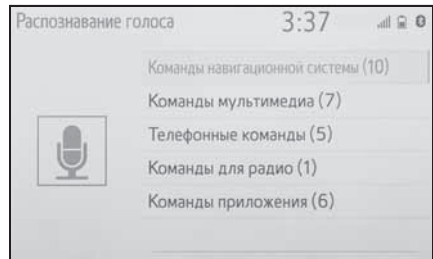 Распознавание голоса 3:37
Команды навигационной системы (10)
Команды мультимедиа (7)
Телефонные команды (5)
Команды для радио (1)
Команды приложения (6)